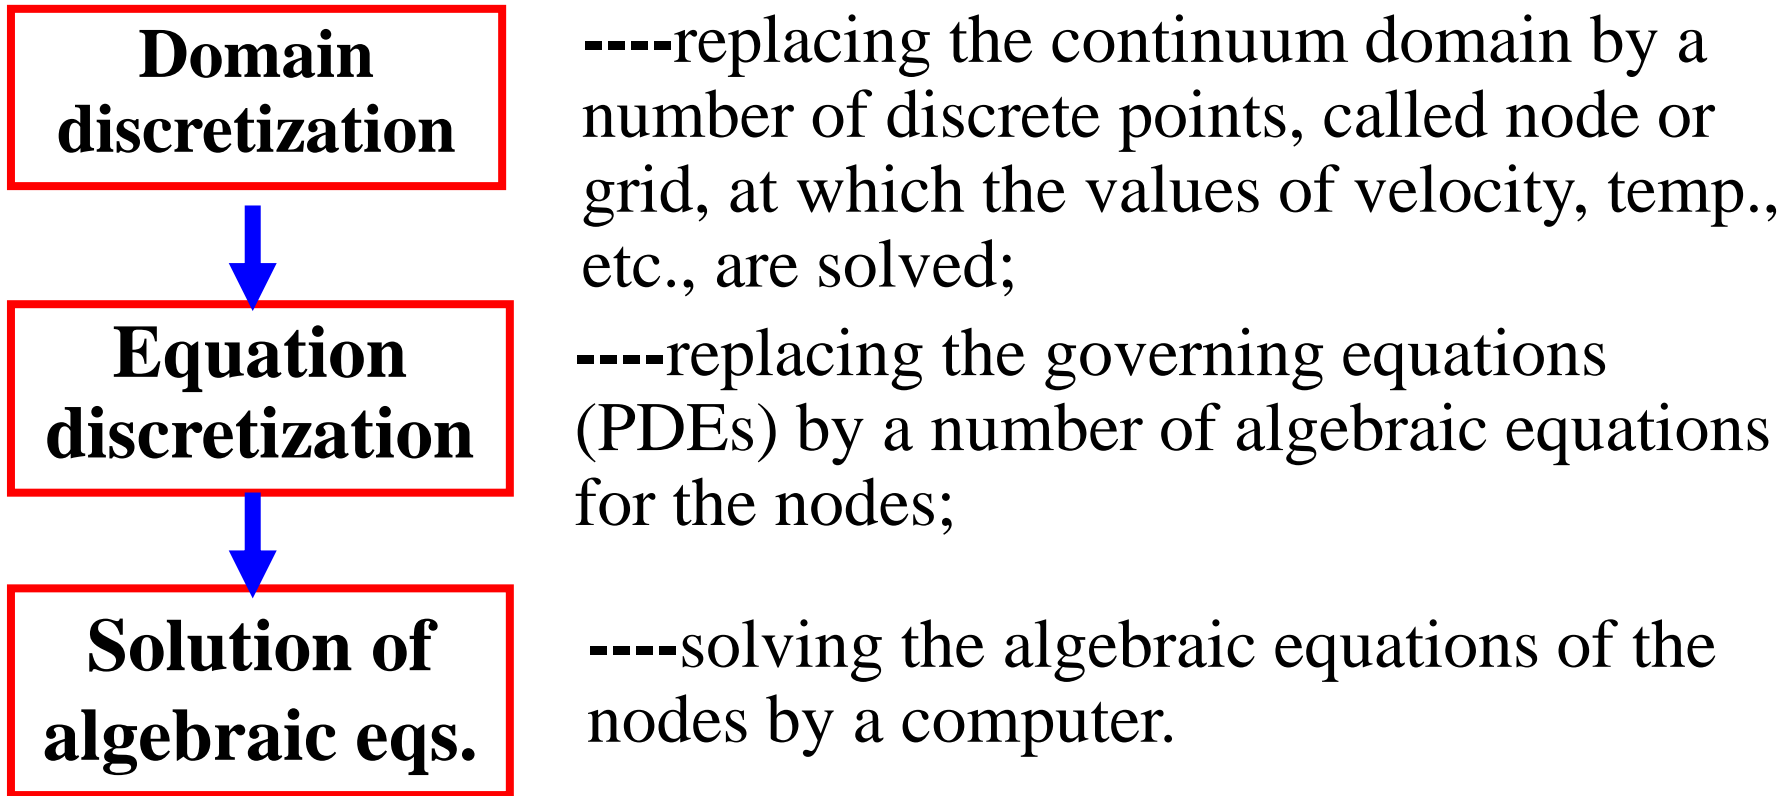 Domain
discretization
----replacing the continuum domain by a
number of discrete points, called node or
grid, at which the values of velocity, temp.,
etc., are solved;
Equation
discretization
----replacing the governing equations
(PDEs) by a number of algebraic equations
for the nodes;
Solution of
algebraic eqs.
----solving the algebraic equations of the
nodes by a computer.